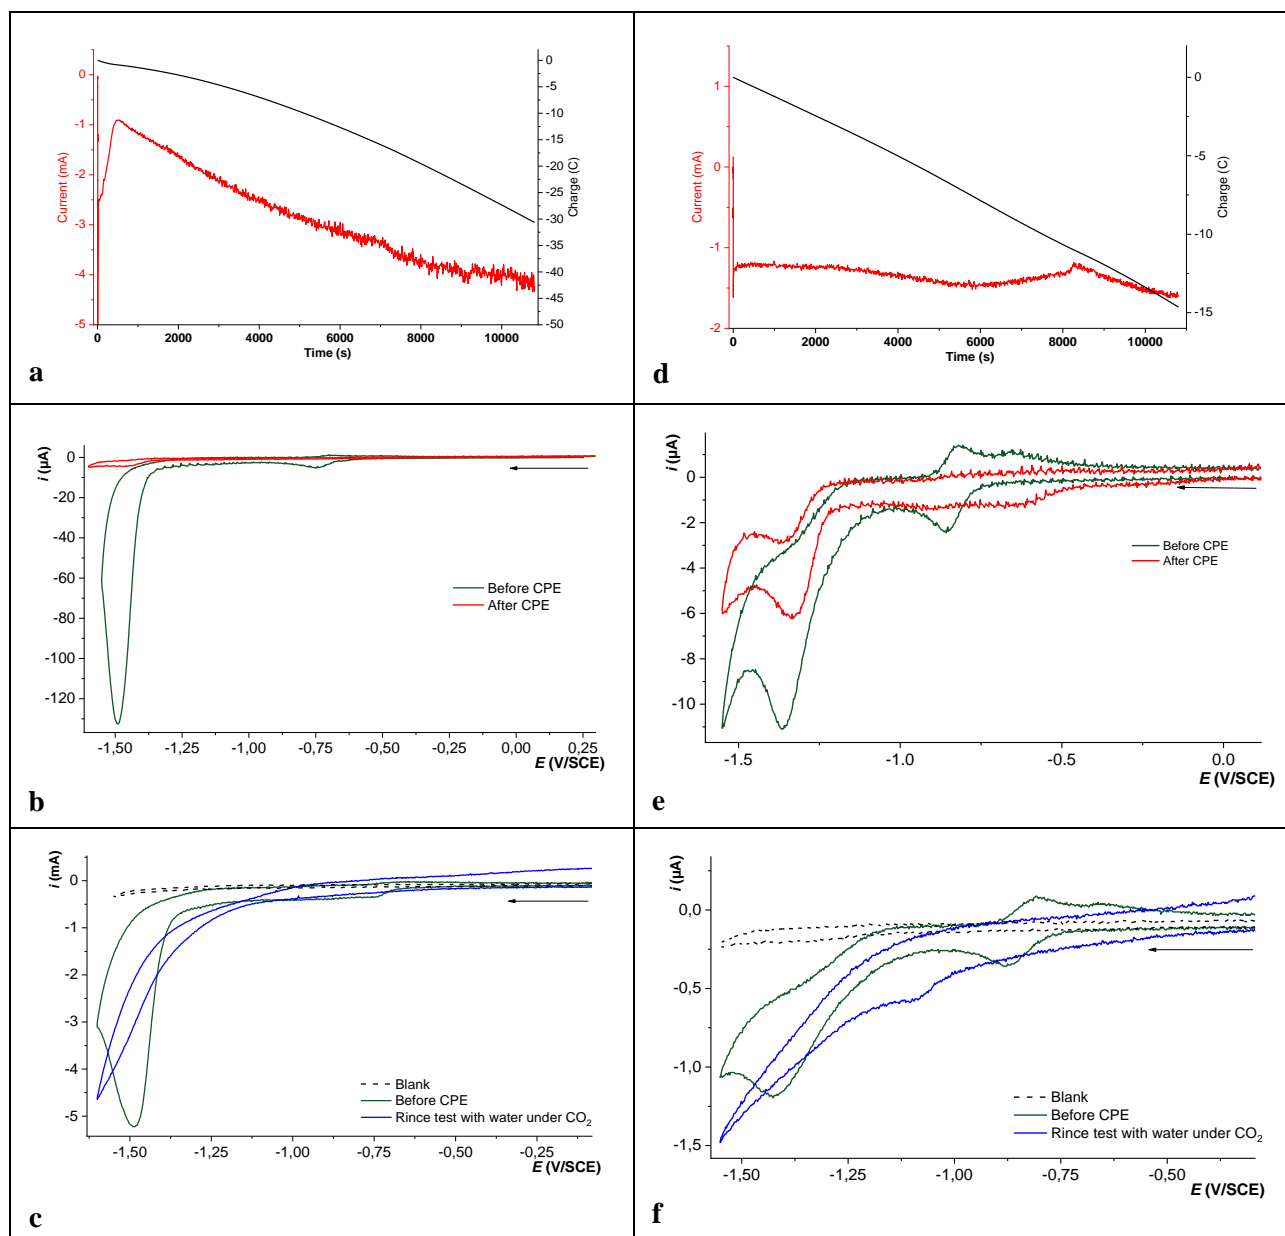 0
-1
-2
-3
-4
-5
Current (mA)
0
-5
-10
-15
-20
-25
-30
-35
-40
-45
-50
Charge (C)
0 2000 4000 6000 8000 10000
Time (s)
a
1
0
-1
-2
Current (mA)
0
-5
-10
-15
Charge (C)
0 2000 4000 6000 8000 10000
Time (s)
d
i (µA)
0
-20
-40
-60
-80
-100
-120
Before CPE
After CPE
-1,50 -1,25 -1,00 -0,75 -0,50 -0,25 0,00 0,25
E (V/SCE)
b
i (µA)
0
-2
-4
-6
-8
-10
Before CPE
After CPE
-1.5 -1.0 -0.5 0.0
E (V/SCE)
e
i (mA)
0
-1
-2
-3
-4
-5
Blank
Before CPE
Rince test with water under CO₂
-1,50 -1,25 -1,00 -0,75 -0,50 -0,25
E (V/SCE)
c
i (µA)
0,0
-0,5
-1,0
-1,5
Blank
Before CPE
Rince test with water under CO₂
-1,50 -1,25 -1,00 -0,75 -0,50
E (V/SCE)
f